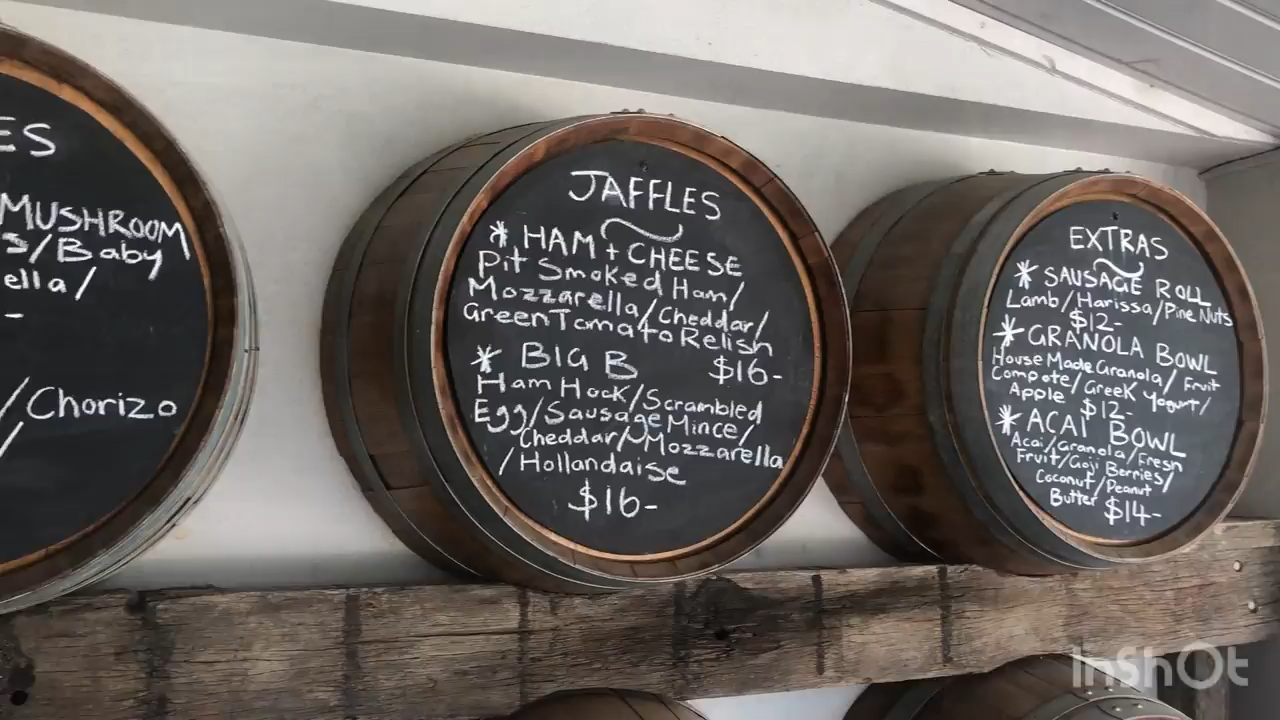 ES
MUSHROOM
s/Baby
ella/
-
/Chorizo
/
JAFFLES
* HAM + CHEESE
Pit Smoked Ham/
Mozzarella/Cheddar/
Green Tomato Relish
$16-
* BIG B
Ham Hock/Scrambled
Egg/Sausage Mince/
Cheddar/Mozzarella
/Hollandaise
$16-
EXTRAS
* SAUSAGE ROLL
Lamb/Harissa/Pine Nuts
$12-
* GRANOLA BOWL
House Made Granola/ Fruit
Compote/Greek Yogurt/
Apple $12-
* ACAI BOWL
Acai/Granola/Fresh
Fruit/Goji Berries/
Coconut/Peanut
Butter $14-
InShOt